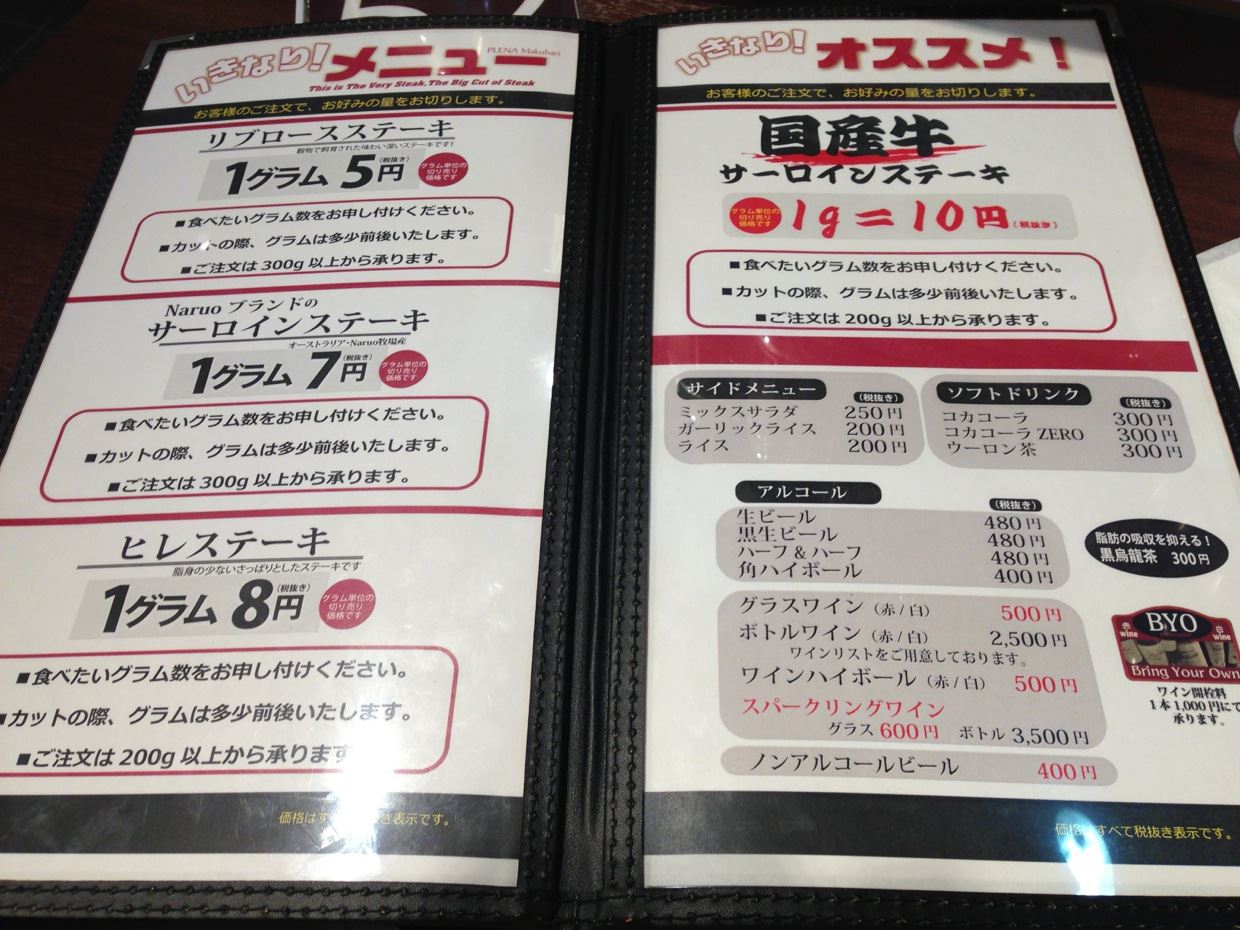 いきなり!メニュー
PLENA Makuhari
This is The Very Steak, The Big Cut of Steak
お客様のご注文で、お好みの量をお切りします。
リブロースステーキ
穀物で飼育された味わい深いステーキです!
1グラム 5円
(税抜き)
グラム単位の
切り売り
価格です
■食べたいグラム数をお申し付けください。
■カットの際、グラムは多少前後いたします。
■ご注文は300g以上から承ります。
Naruo ブランドの
サーロインステーキ
オーストラリア・Naruo牧場産
1グラム 7円
(税抜き)
グラム単位の
切り売り
価格です
■食べたいグラム数をお申し付けください。
■カットの際、グラムは多少前後いたします。
■ご注文は300g以上から承ります。
ヒレステーキ
脂身の少ないさっぱりとしたステーキです
1グラム 8円
(税抜き)
グラム単位の
切り売り
価格です
■食べたいグラム数をお申し付けください。
■カットの際、グラムは多少前後いたします。
■ご注文は200g以上から承ります
価格はす き表示です。
いきなり!オススメ!
お客様のご注文で、お好みの量をお切りします。
国産牛
サーロインステーキ
グラム単位の
切り売り
価格です
1g=10円(税抜き)
■食べたいグラム数をお申し付けください。
■カットの際、グラムは多少前後いたします。
■ご注文は200g以上から承ります。
サイドメニュー
(税抜き)
ミックスサラダ 250円
ガーリックライス 200円
ライス 200円
ソフトドリンク
(税抜き)
コカコーラ 300円
コカコーラ ZERO 300円
ウーロン茶 300円
アルコール
(税抜き)
生ビール 480円
黒生ビール 480円
ハーフ&ハーフ 480円
角ハイボール 400円
脂肪の吸収を抑える!
黒烏龍茶 300円
グラスワイン(赤/白) 500円
ボトルワイン(赤/白) 2,500円
ワインリストをご用意しております。
ワインハイボール(赤/白) 500円
スパークリングワイン
グラス 600円 ボトル 3,500円
ノンアルコールビール 400円
赤 wine
BYO
白 wine
Bring Your Own
ワイン開栓料
1本1,000円にて
承ります。
価格はすべて税抜き表示です。